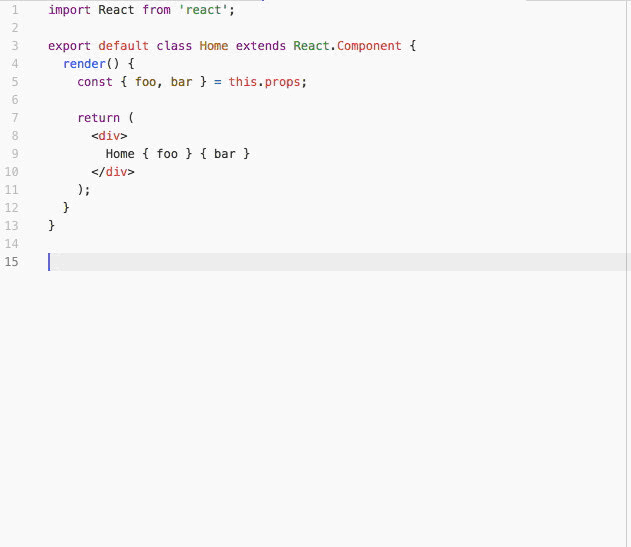 1 import React from 'react';
2
3 export default class Home extends React.Component {
4   render() {
5     const { foo, bar } = this.props;
6
7     return (
8       <div>
9         Home { foo } { bar }
10       </div>
11     );
12   }
13 }
14
15